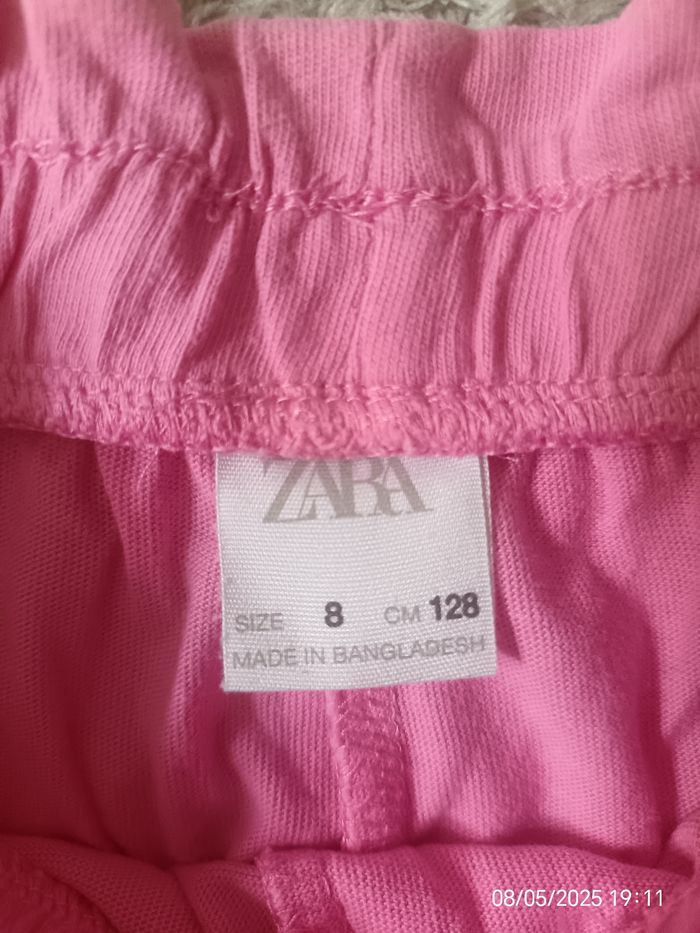 ZARA
SIZE 8 CM 128
MADE IN BANGLADESH
08/05/2025 19:11